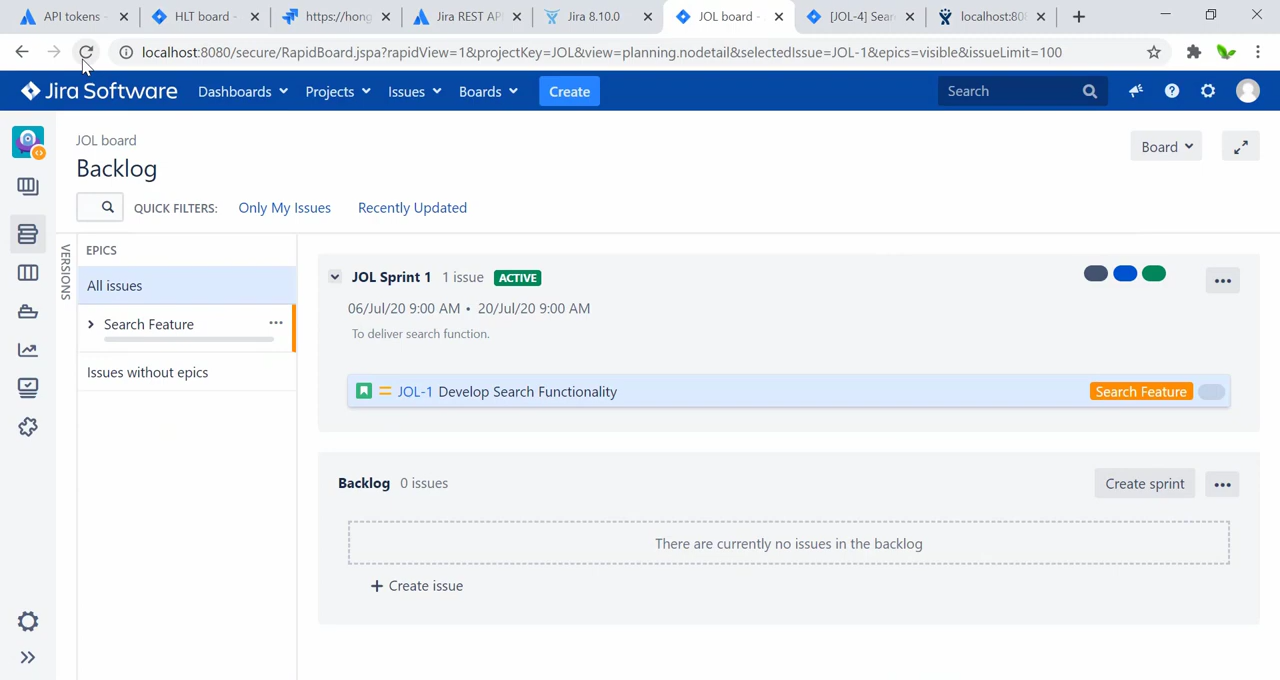 API tokens
HLT board -
https://hong
Jira REST AP
Jira 8.10.0
JOL board -
[JOL-4] Sear
localhost:80
localhost:8080/secure/RapidBoard.jspa?rapidView=1&projectKey=JOL&view=planning.nodetail&selectedIssue=JOL-1&epics=visible&issueLimit=100
Jira Software
Dashboards
Projects
Issues
Boards
Create
Search
JOL board
Backlog
Board
QUICK FILTERS:
Only My Issues
Recently Updated
VERSIONS
EPICS
All issues
Search Feature
Issues without epics
JOL Sprint 1 1 issue ACTIVE
06/Jul/20 9:00 AM • 20/Jul/20 9:00 AM
To deliver search function.
JOL-1 Develop Search Functionality
Search Feature
Backlog 0 issues
Create sprint
There are currently no issues in the backlog
+ Create issue